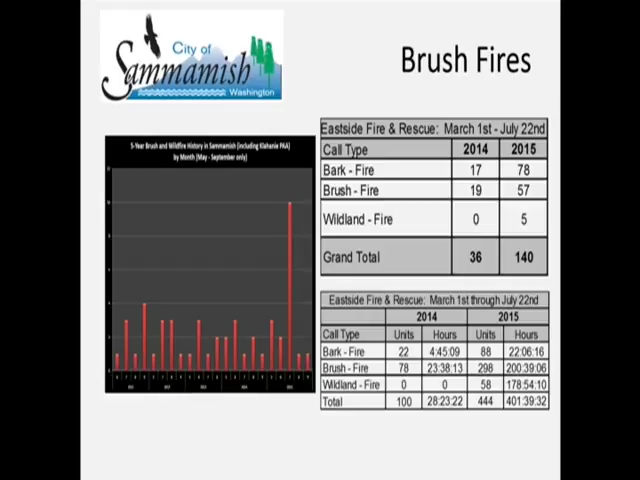 City of
Sammamish
Washington
Brush Fires
5-Year Brush and Wildfire History in Sammamish (including Klahanie PAA)
by Month (May - September only)
Eastside Fire & Rescue: March 1st - July 22nd
Call Type 2014 2015
Bark - Fire 17 78
Brush - Fire 19 57
Wildland - Fire 0 5
Grand Total 36 140
Eastside Fire & Rescue: March 1st through July 22nd
2014 2015
Call Type Units Hours Units Hours
Bark - Fire 22 4:45:09 88 22:06:16
Brush - Fire 78 23:38:13 298 200:39:06
Wildland - Fire 0 0 58 178:54:10
Total 100 28:23:22 444 401:39:32